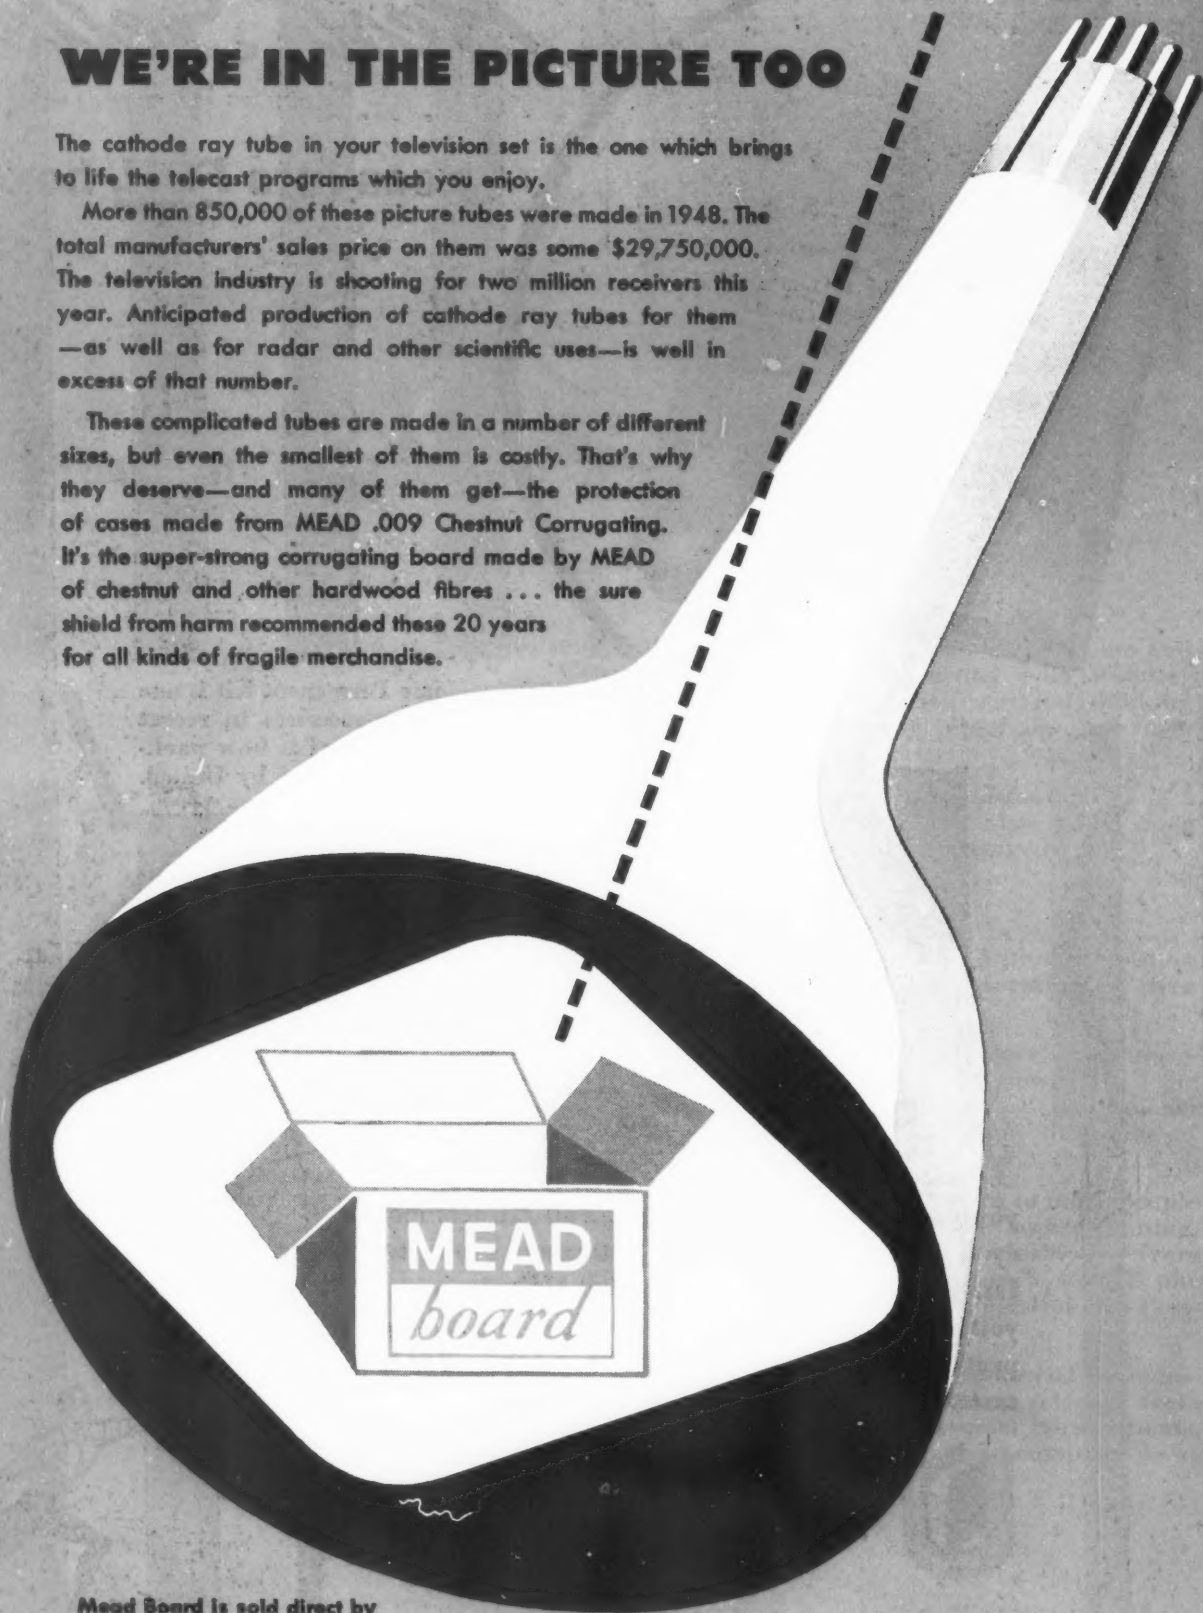 WE'RE IN THE PICTURE TOO
The cathode ray tube in your television set is the one which brings
to life the telecast programs which you enjoy.
More than 850,000 of these picture tubes were made in 1948. The
total manufacturers' sales price on them was some $29,750,000.
The television industry is shooting for two million receivers this
year. Anticipated production of cathode ray tubes for them
—as well as for radar and other scientific uses—is well in
excess of that number.
These complicated tubes are made in a number of different
sizes, but even the smallest of them is costly. That's why
they deserve—and many of them get—the protection
of cases made from MEAD .009 Chestnut Corrugating.
It's the super-strong corrugating board made by MEAD
of chestnut and other hardwood fibres ... the sure
shield from harm recommended these 20 years
for all kinds of fragile merchandise.
MEAD
board
Mead Board is sold direct by